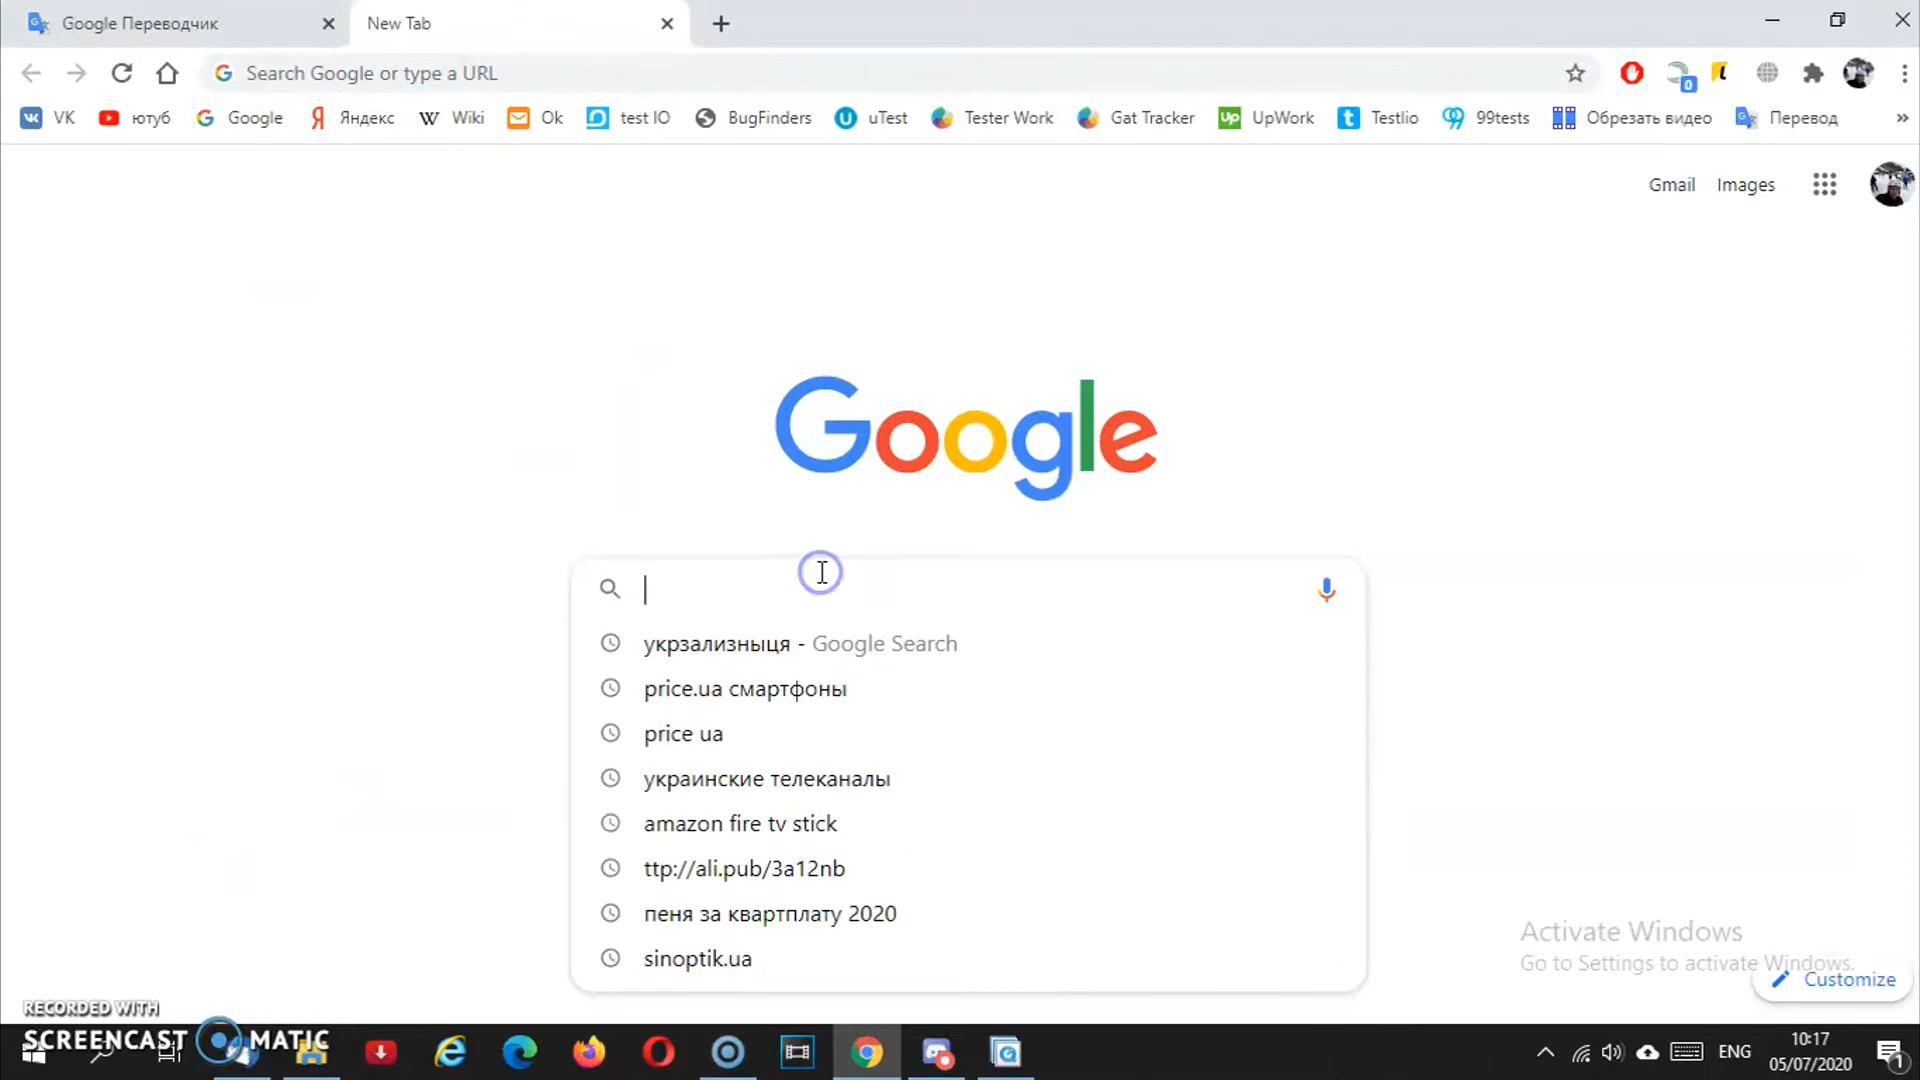 Google Переводчик
New Tab
Search Google or type a URL
VK ютуб Google Яндекс Wiki Ok test IO BugFinders uTest Tester Work Gat Tracker UpWork Testlio 99tests Обрезать видео Перевод
Gmail Images
Google
укрзализныця - Google Search
price.ua смартфоны
price ua
украинские телеканалы
amazon fire tv stick
ttp://ali.pub/3a12nb
пеня за квартплату 2020
sinoptik.ua
Activate Windows
Go to Settings to activate Windows.
Customize
RECORDED WITH
SCREENCAST MATIC
ENG
10:17
05/07/2020